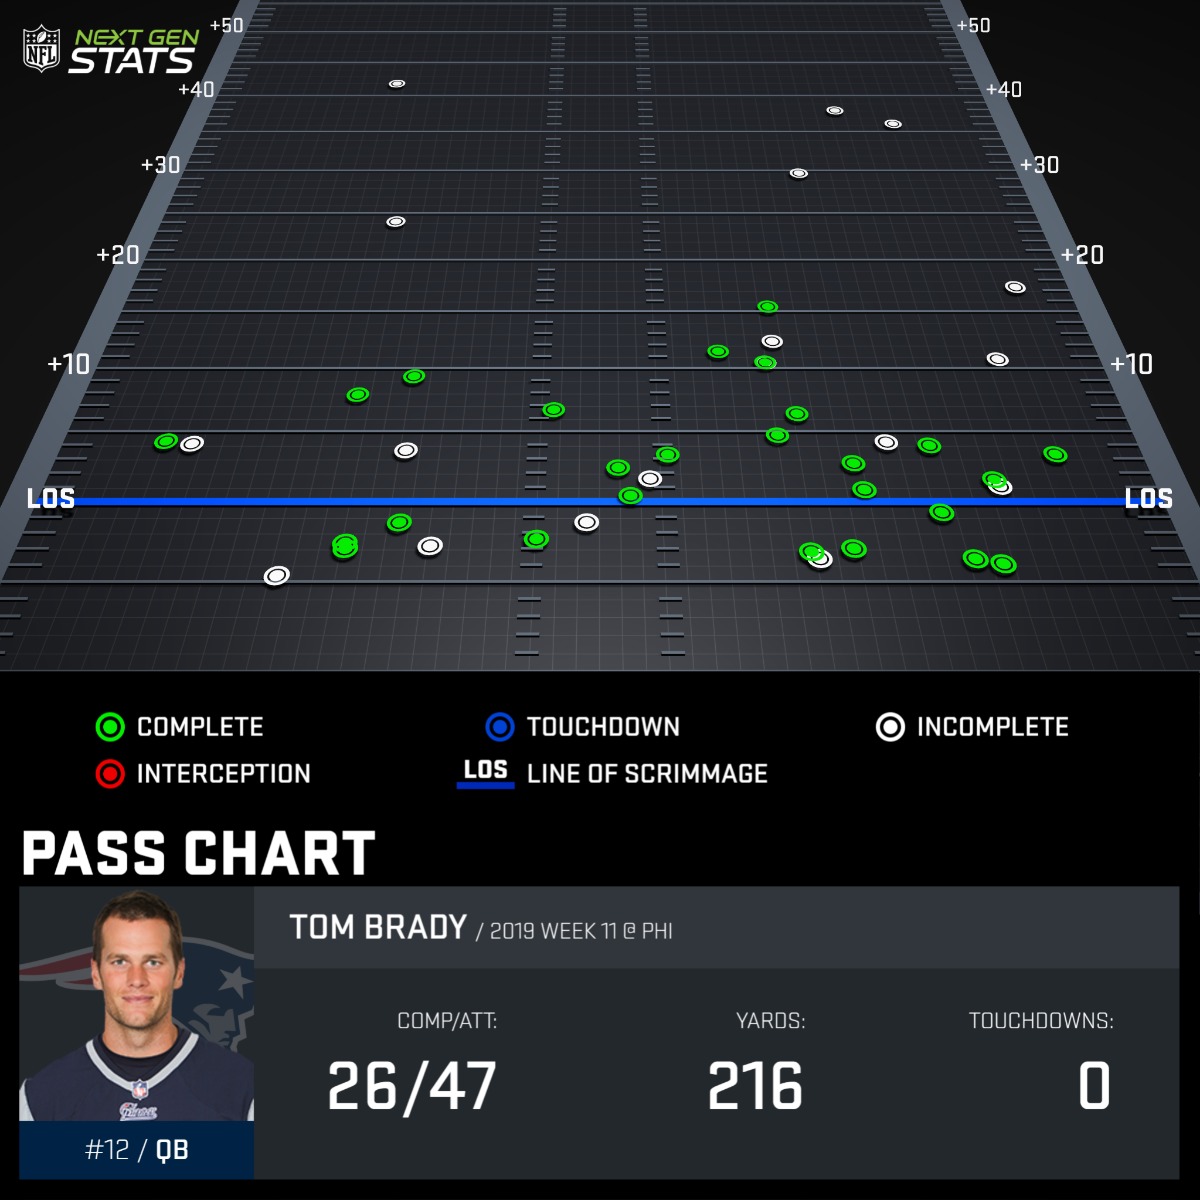 NFL
NEXT GEN
STATS
+50 +50
+40 +40
+30 +30
+20 +20
+10 +10
LOS LOS
COMPLETE
TOUCHDOWN
INCOMPLETE
INTERCEPTION
LOS LINE OF SCRIMMAGE
PASS CHART
TOM BRADY / 2019 WEEK 11 @ PHI
COMP/ATT: YARDS: TOUCHDOWNS:
26/47 216 0
#12 / QB